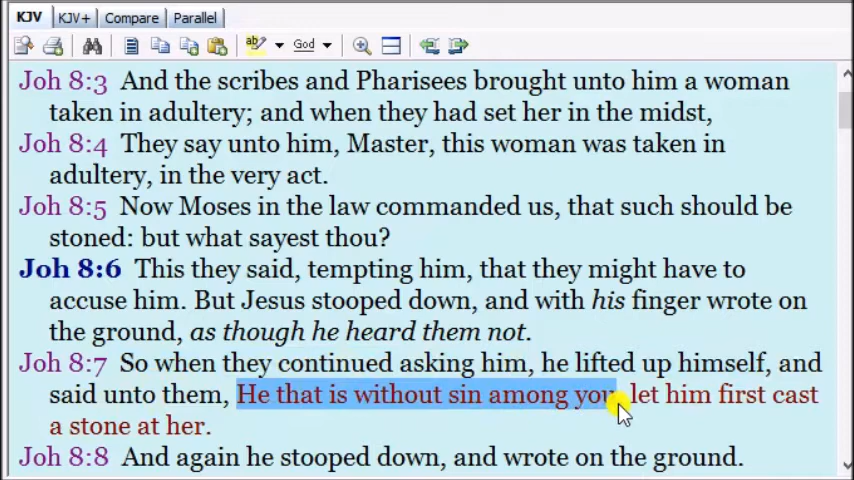 KJV KJV+ Compare Parallel
ab God
Joh 8:3 And the scribes and Pharisees brought unto him a woman
taken in adultery; and when they had set her in the midst,
Joh 8:4 They say unto him, Master, this woman was taken in
adultery, in the very act.
Joh 8:5 Now Moses in the law commanded us, that such should be
stoned: but what sayest thou?
Joh 8:6 This they said, tempting him, that they might have to
accuse him. But Jesus stooped down, and with his finger wrote on
the ground, as though he heard them not.
Joh 8:7 So when they continued asking him, he lifted up himself, and
said unto them, He that is without sin among you, let him first cast
a stone at her.
Joh 8:8 And again he stooped down, and wrote on the ground.